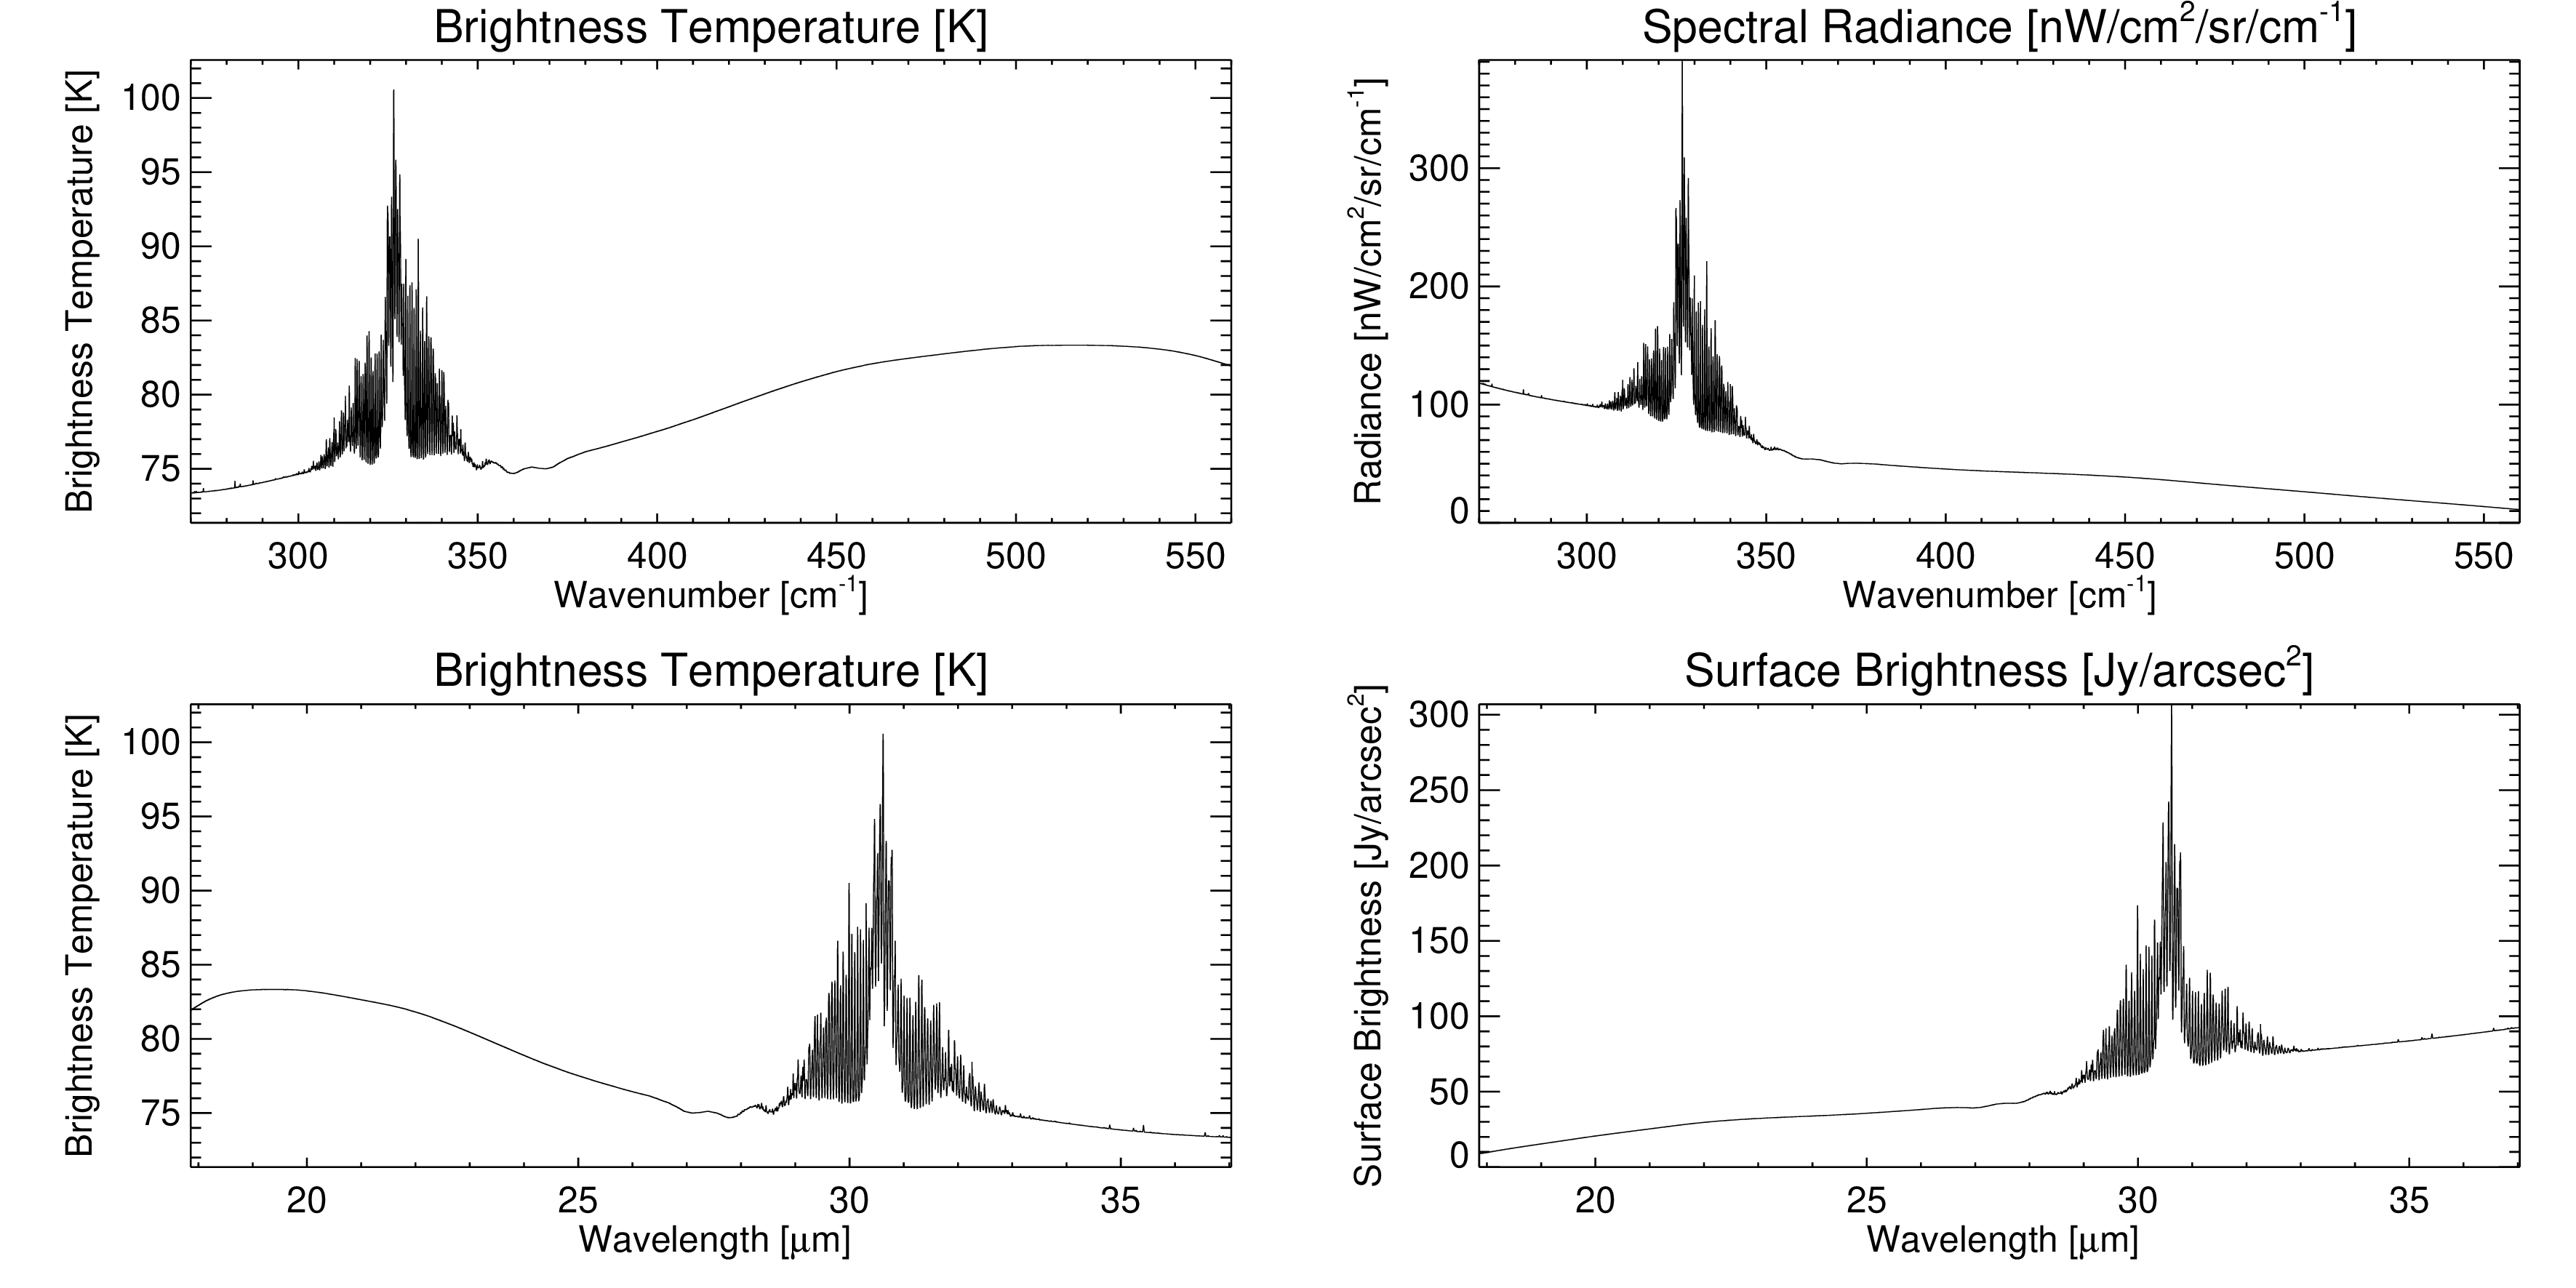 Brightness Temperature [K]
Brightness Temperature [K]
100
95
90
85
80
75
300 350 400 450 500 550
Wavenumber [cm⁻¹]
Spectral Radiance [nW/cm²/sr/cm⁻¹]
Radiance [nW/cm²/sr/cm⁻¹]
300
200
100
0
300 350 400 450 500 550
Wavenumber [cm⁻¹]
Brightness Temperature [K]
Brightness Temperature [K]
100
95
90
85
80
75
20 25 30 35
Wavelength [μm]
Surface Brightness [Jy/arcsec²]
Surface Brightness [Jy/arcsec²]
300
250
200
150
100
50
0
20 25 30 35
Wavelength [μm]